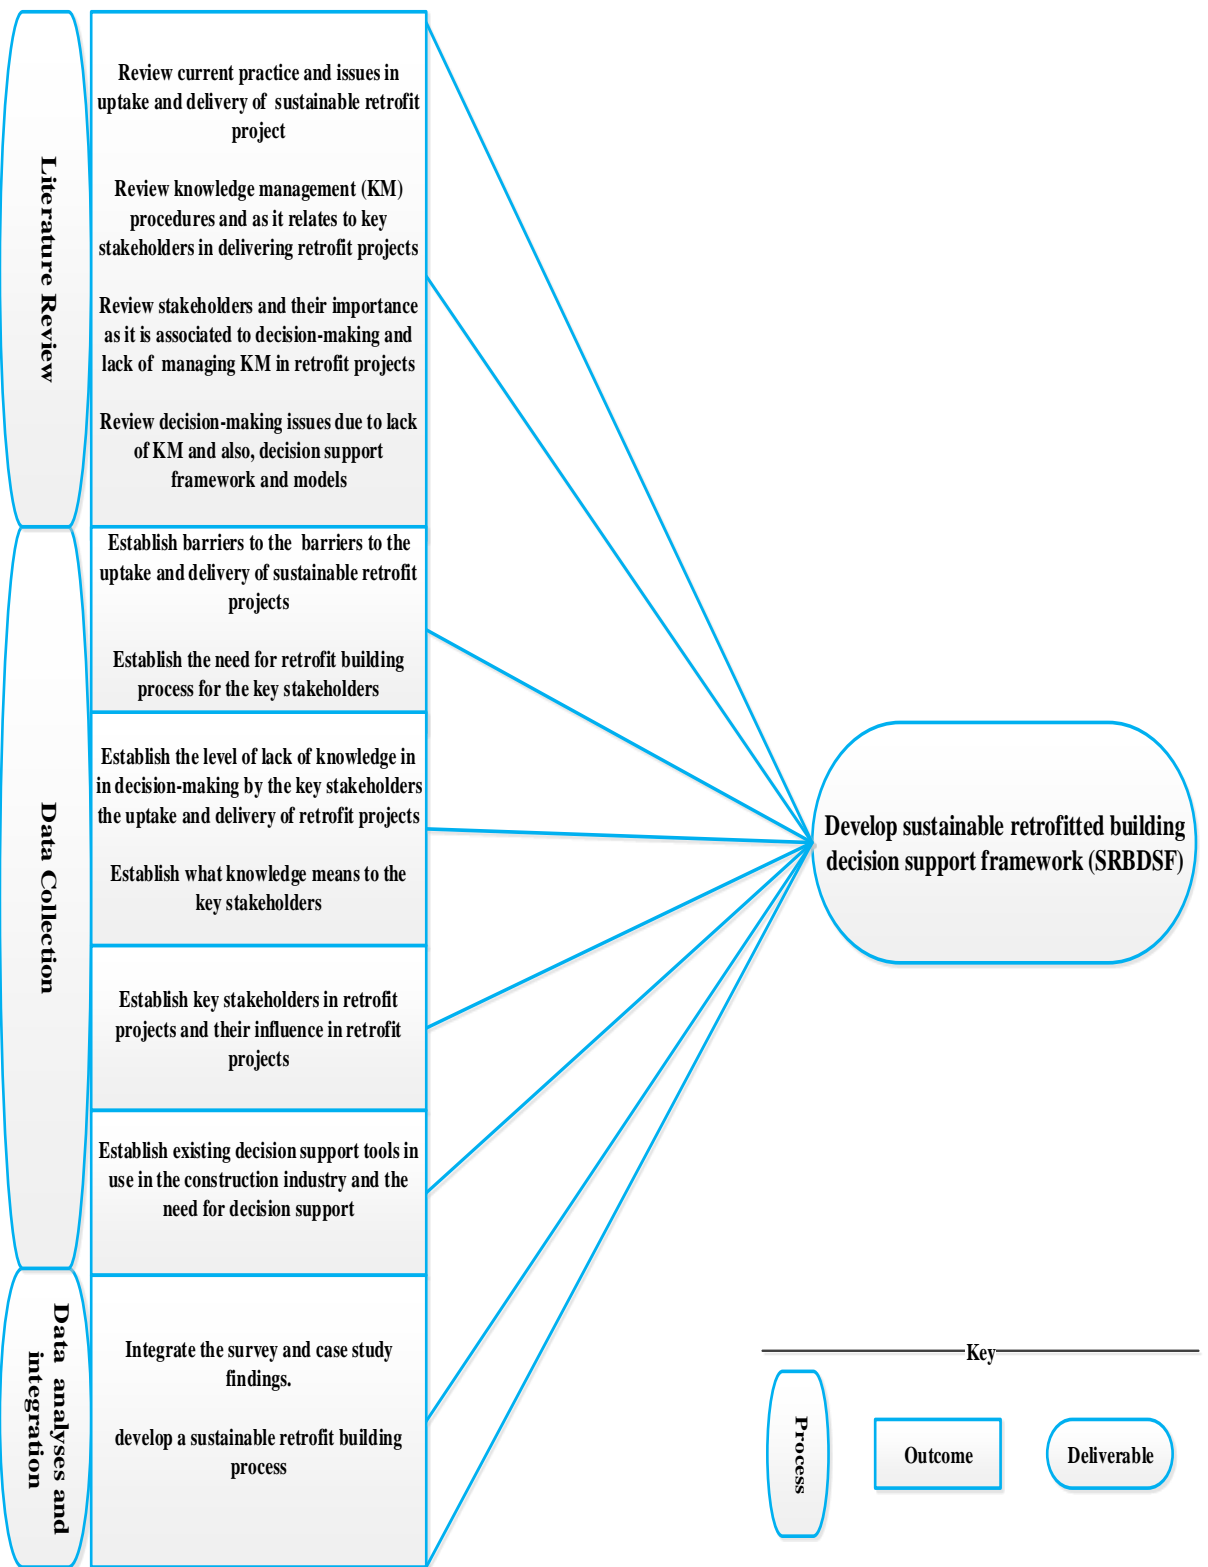 Literature Review
Review current practice and issues in
uptake and delivery of sustainable retrofit
project
Review knowledge management (KM)
procedures and as it relates to key
stakeholders in delivering retrofit projects
Review stakeholders and their importance
as it is associated to decision-making and
lack of managing KM in retrofit projects
Review decision-making issues due to lack
of KM and also, decision support
framework and models
Data Collection
Establish barriers to the barriers to the
uptake and delivery of sustainable retrofit
projects
Establish the need for retrofit building
process for the key stakeholders
Establish the level of lack of knowledge in
in decision-making by the key stakeholders
the uptake and delivery of retrofit projects
Establish what knowledge means to the
key stakeholders
Establish key stakeholders in retrofit
projects and their influence in retrofit
projects
Establish existing decision support tools in
use in the construction industry and the
need for decision support
Data analyses and
integration
Integrate the survey and case study
findings.
develop a sustainable retrofit building
process
Develop sustainable retrofitted building
decision support framework (SRBDSF)
Key
Process
Outcome
Deliverable